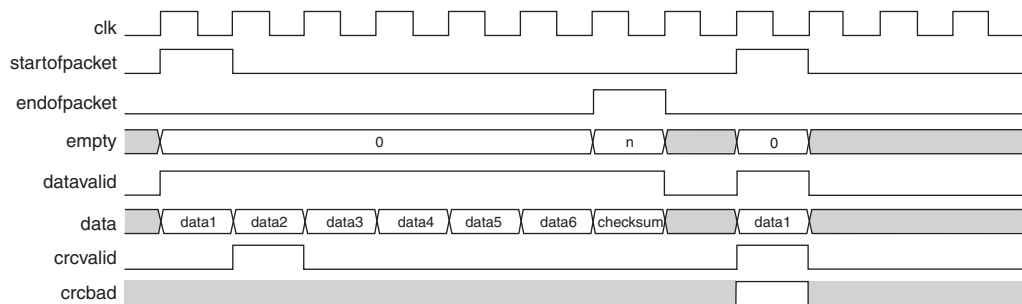 clk
startofpacket
endofpacket
empty 0 n 0
datavalid
data data1 data2 data3 data4 data5 data6 checksum data1
crcvalid
crcbad